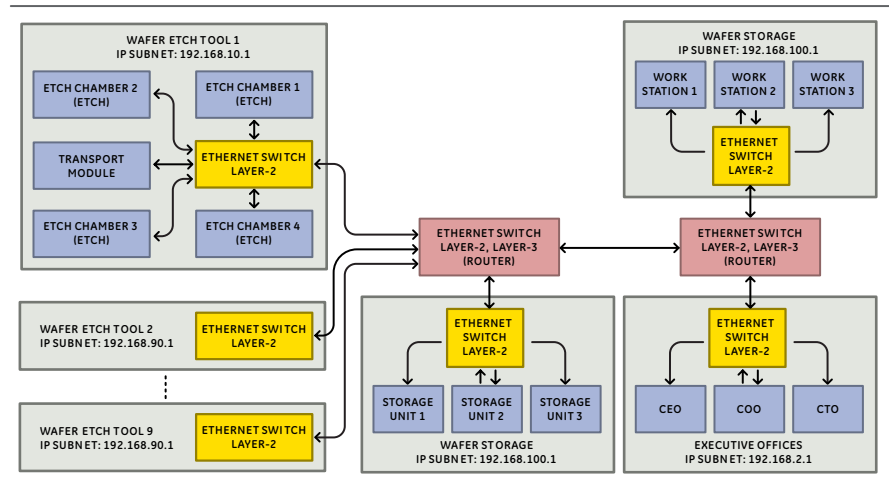 WAFER ETCH TOOL 1
IP SUBNET: 192.168.10.1
ETCH CHAMBER 2
(ETCH)
ETCH CHAMBER 1
(ETCH)
TRANSPORT
MODULE
ETHERNET SWITCH
LAYER-2
ETCH CHAMBER 3
(ETCH)
ETCH CHAMBER 4
(ETCH)
WAFER STORAGE
IP SUBNET: 192.168.100.1
WORK
STATION 1
WORK
STATION 2
WORK
STATION 3
ETHERNET
SWITCH
LAYER-2
ETHERNET SWITCH
LAYER-2, LAYER-3
(ROUTER)
ETHERNET SWITCH
LAYER-2, LAYER-3
(ROUTER)
WAFER ETCH TOOL 2
IP SUBNET: 192.168.90.1
ETHERNET SWITCH
LAYER-2
WAFER ETCH TOOL 9
IP SUBNET: 192.168.90.1
ETHERNET SWITCH
LAYER-2
ETHERNET
SWITCH
LAYER-2
STORAGE
UNIT 1
STORAGE
UNIT 2
STORAGE
UNIT 3
WAFER STORAGE
IP SUBNET: 192.168.100.1
ETHERNET
SWITCH
LAYER-2
CEO
COO
CTO
EXECUTIVE OFFICES
IP SUBNET: 192.168.2.1